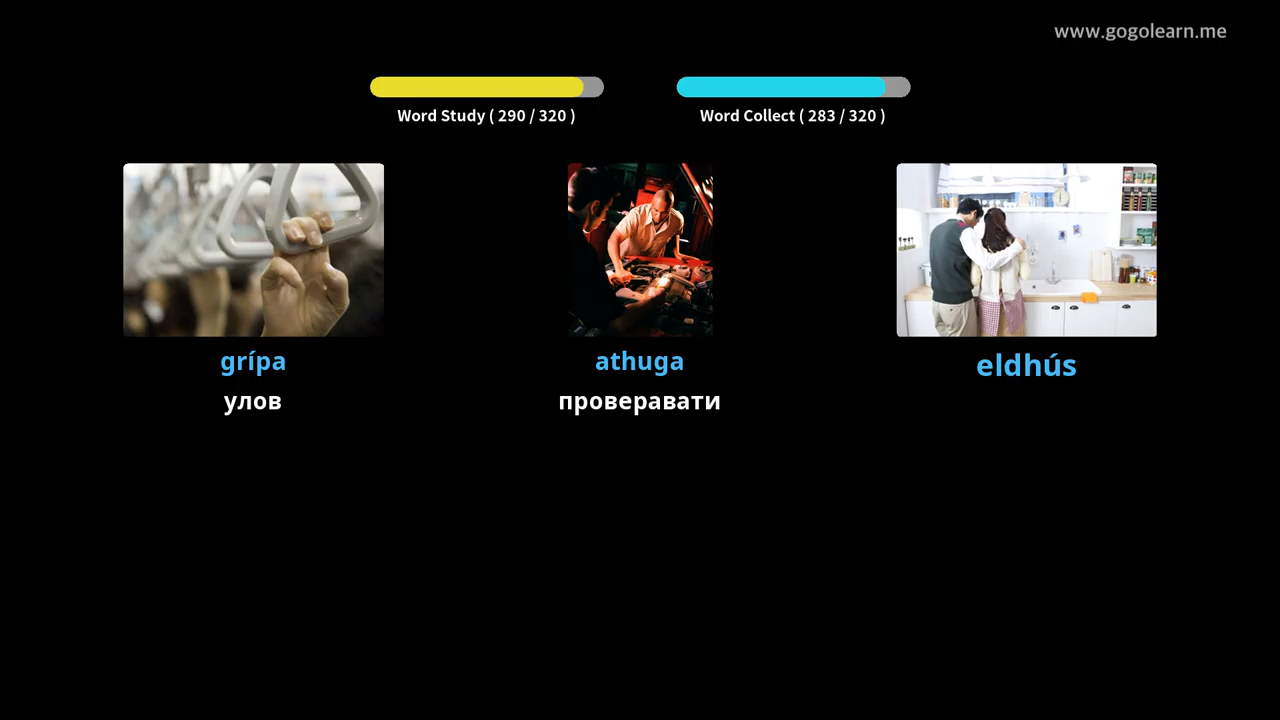 www.gogolearn.me
Word Study ( 290 / 320 )
Word Collect ( 283 / 320 )
grípa
athuga
eldhús
улов
проверавати